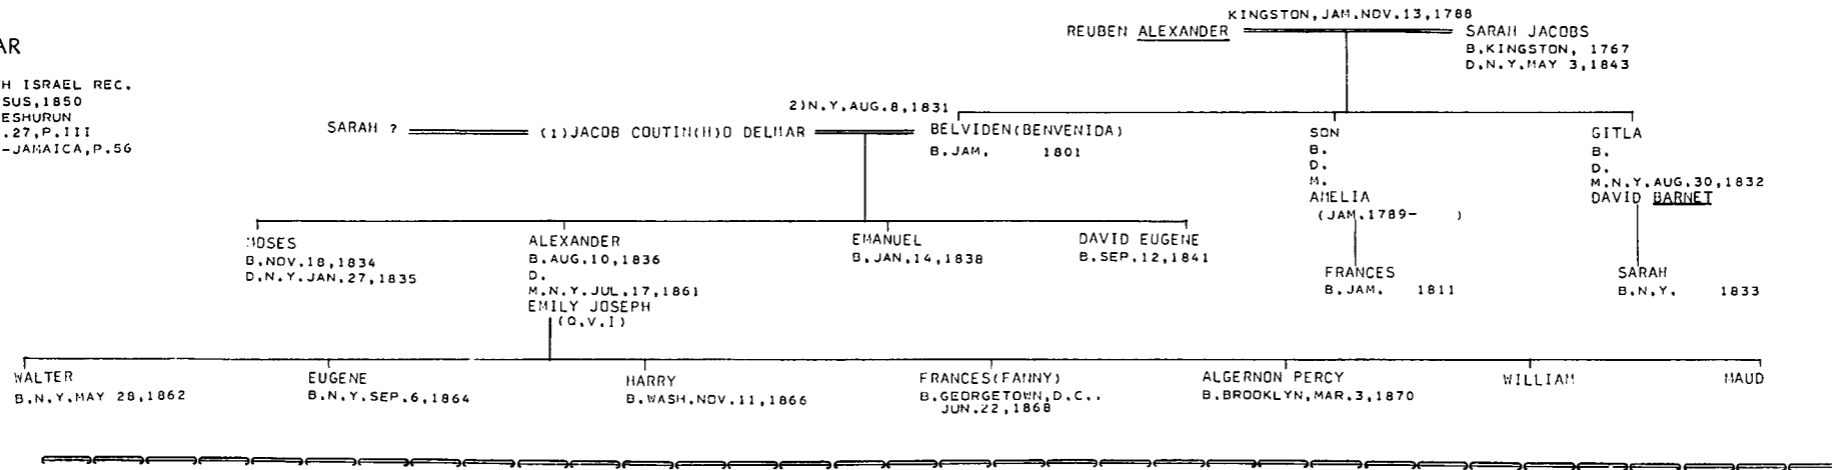 AR
H ISRAEL REC.
SUS,1850
ESHURUN
.27,P.III
-JAMAICA,P.56
KINGSTON,JAM.NOV.13,1788
REUBEN ALEXANDER
SARAH JACOBS
B.KINGSTON, 1767
D.N.Y.MAY 3,1843
2)N.Y.AUG.8,1831
SARAH ?
(1)JACOB COUTIN(H)O DELMAR
BELVIDEN(BENVENIDA)
B.JAM. 1801
SON
B.
D.
M.
AMELIA
(JAM.1789- )
GITLA
B.
D.
M.N.Y.AUG.30,1832
DAVID BARNET
MOSES
B.NOV.18,1834
D.N.Y.JAN.27,1835
ALEXANDER
B.AUG.10,1836
D.
M.N.Y.JUL.17,1861
EMILY JOSEPH
(Q.V.I)
EMANUEL
B.JAN.14,1838
DAVID EUGENE
B.SEP.12,1841
FRANCES
B.JAM. 1811
SARAH
B.N.Y. 1833
WALTER
B.N.Y.MAY 28,1862
EUGENE
B.N.Y.SEP.6,1864
HARRY
B.WASH.NOV.11,1866
FRANCES(FANNY)
B.GEORGETOWN,D.C..
JUN.22,1868
ALGERNON PERCY
B.BROOKLYN,MAR.3,1870
WILLIAM
MAUD